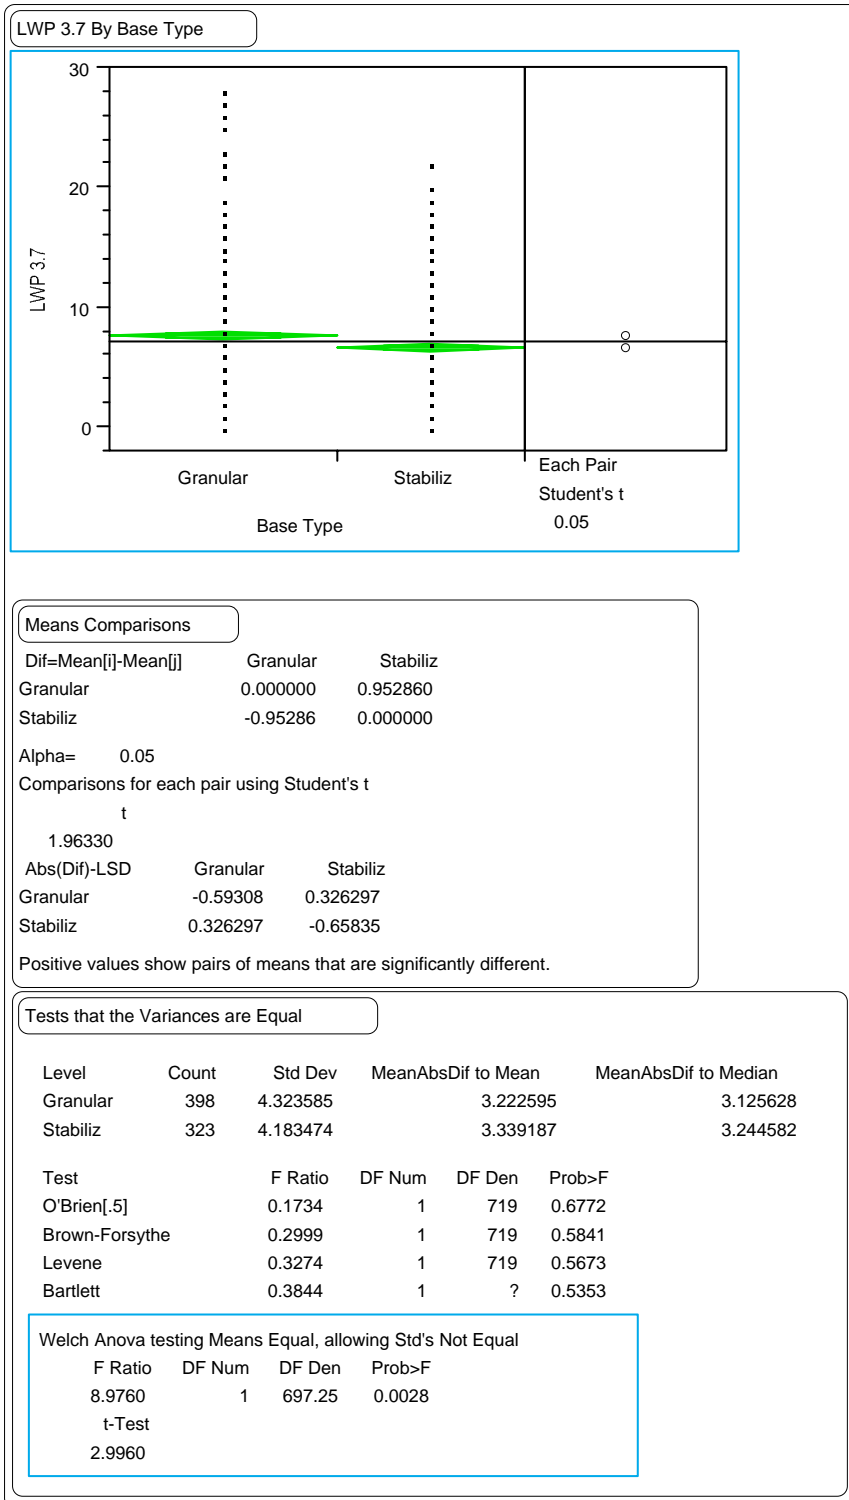 LWP 3.7 By Base Type
30
20
10
0
LWP 3.7
Granular Stabiliz
Each Pair
Student's t
0.05
Base Type
Means Comparisons
Dif=Mean[i]-Mean[j] Granular Stabiliz
Granular 0.000000 0.952860
Stabiliz -0.95286 0.000000
Alpha= 0.05
Comparisons for each pair using Student's t
t
1.96330
Abs(Dif)-LSD Granular Stabiliz
Granular -0.59308 0.326297
Stabiliz 0.326297 -0.65835
Positive values show pairs of means that are significantly different.
Tests that the Variances are Equal
Level Count Std Dev MeanAbsDif to Mean MeanAbsDif to Median
Granular 398 4.323585 3.222595 3.125628
Stabiliz 323 4.183474 3.339187 3.244582
Test F Ratio DF Num DF Den Prob>F
O'Brien[.5] 0.1734 1 719 0.6772
Brown-Forsythe 0.2999 1 719 0.5841
Levene 0.3274 1 719 0.5673
Bartlett 0.3844 1 ? 0.5353
Welch Anova testing Means Equal, allowing Std's Not Equal
F Ratio DF Num DF Den Prob>F
8.9760 1 697.25 0.0028
t-Test
2.9960